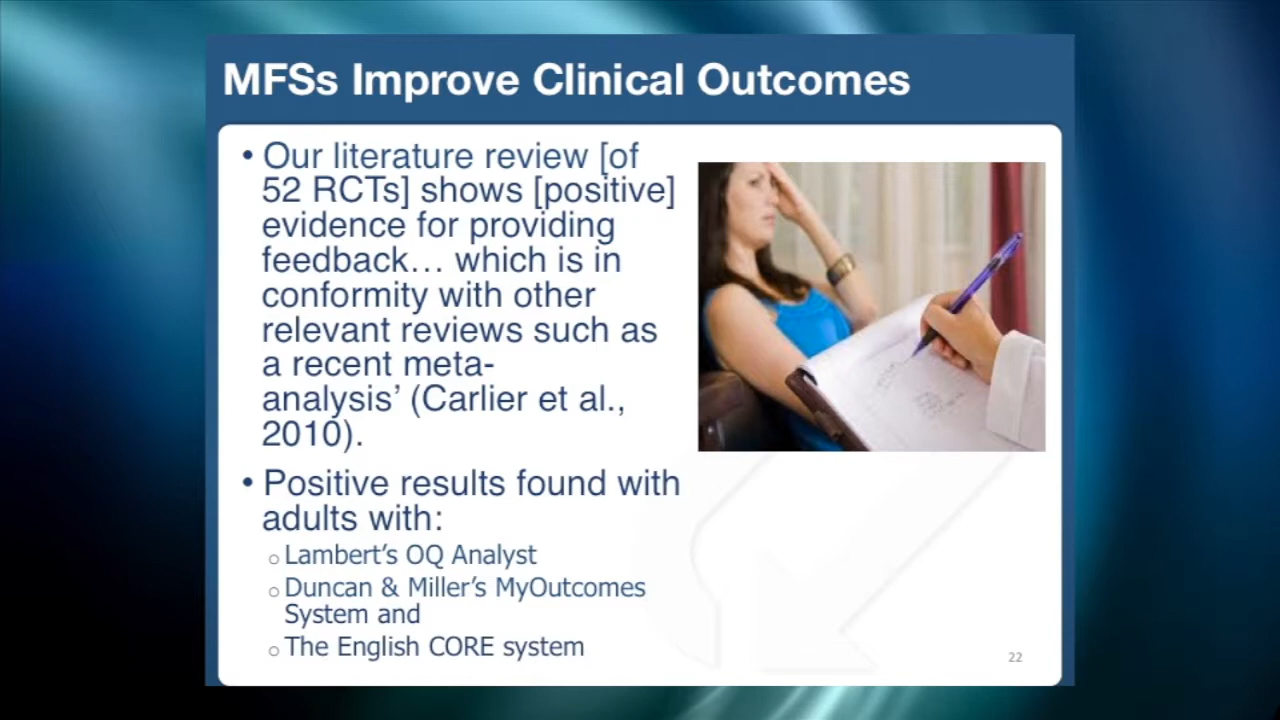 MFSs Improve Clinical Outcomes
• Our literature review [of
52 RCTs] shows [positive]
evidence for providing
feedback… which is in
conformity with other
relevant reviews such as
a recent meta-
analysis’ (Carlier et al.,
2010).
• Positive results found with
adults with:
○ Lambert’s OQ Analyst
○ Duncan & Miller’s MyOutcomes
System and
○ The English CORE system
22